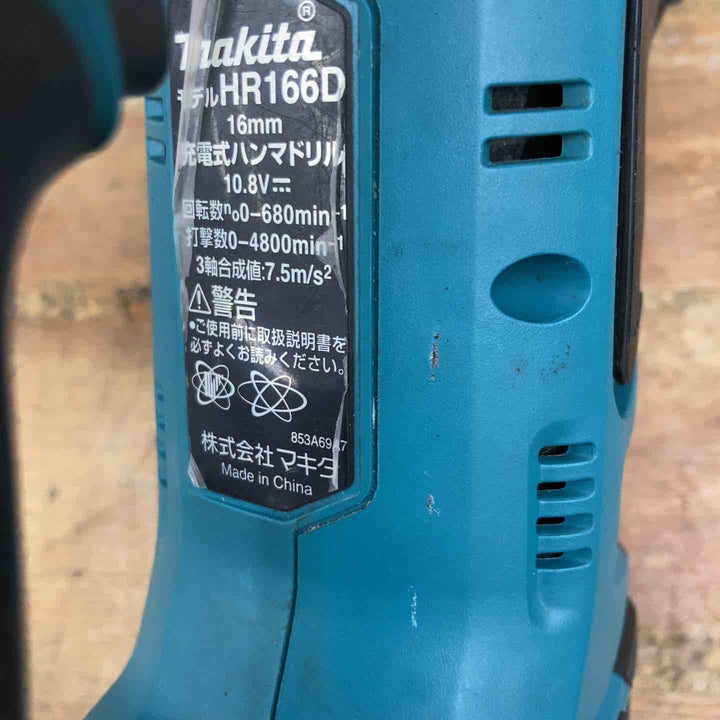 makita®
モデルHR166D
16mm
充電式ハンマドリル
10.8V⎓
回転数n₀0-680min-1
打撃数0-4800min-1
3軸合成値:7.5m/s²
⚠警告
•ご使用前に取扱説明書を
必ずよくお読みください。
853A69A7
株式会社マキタ
Made in China